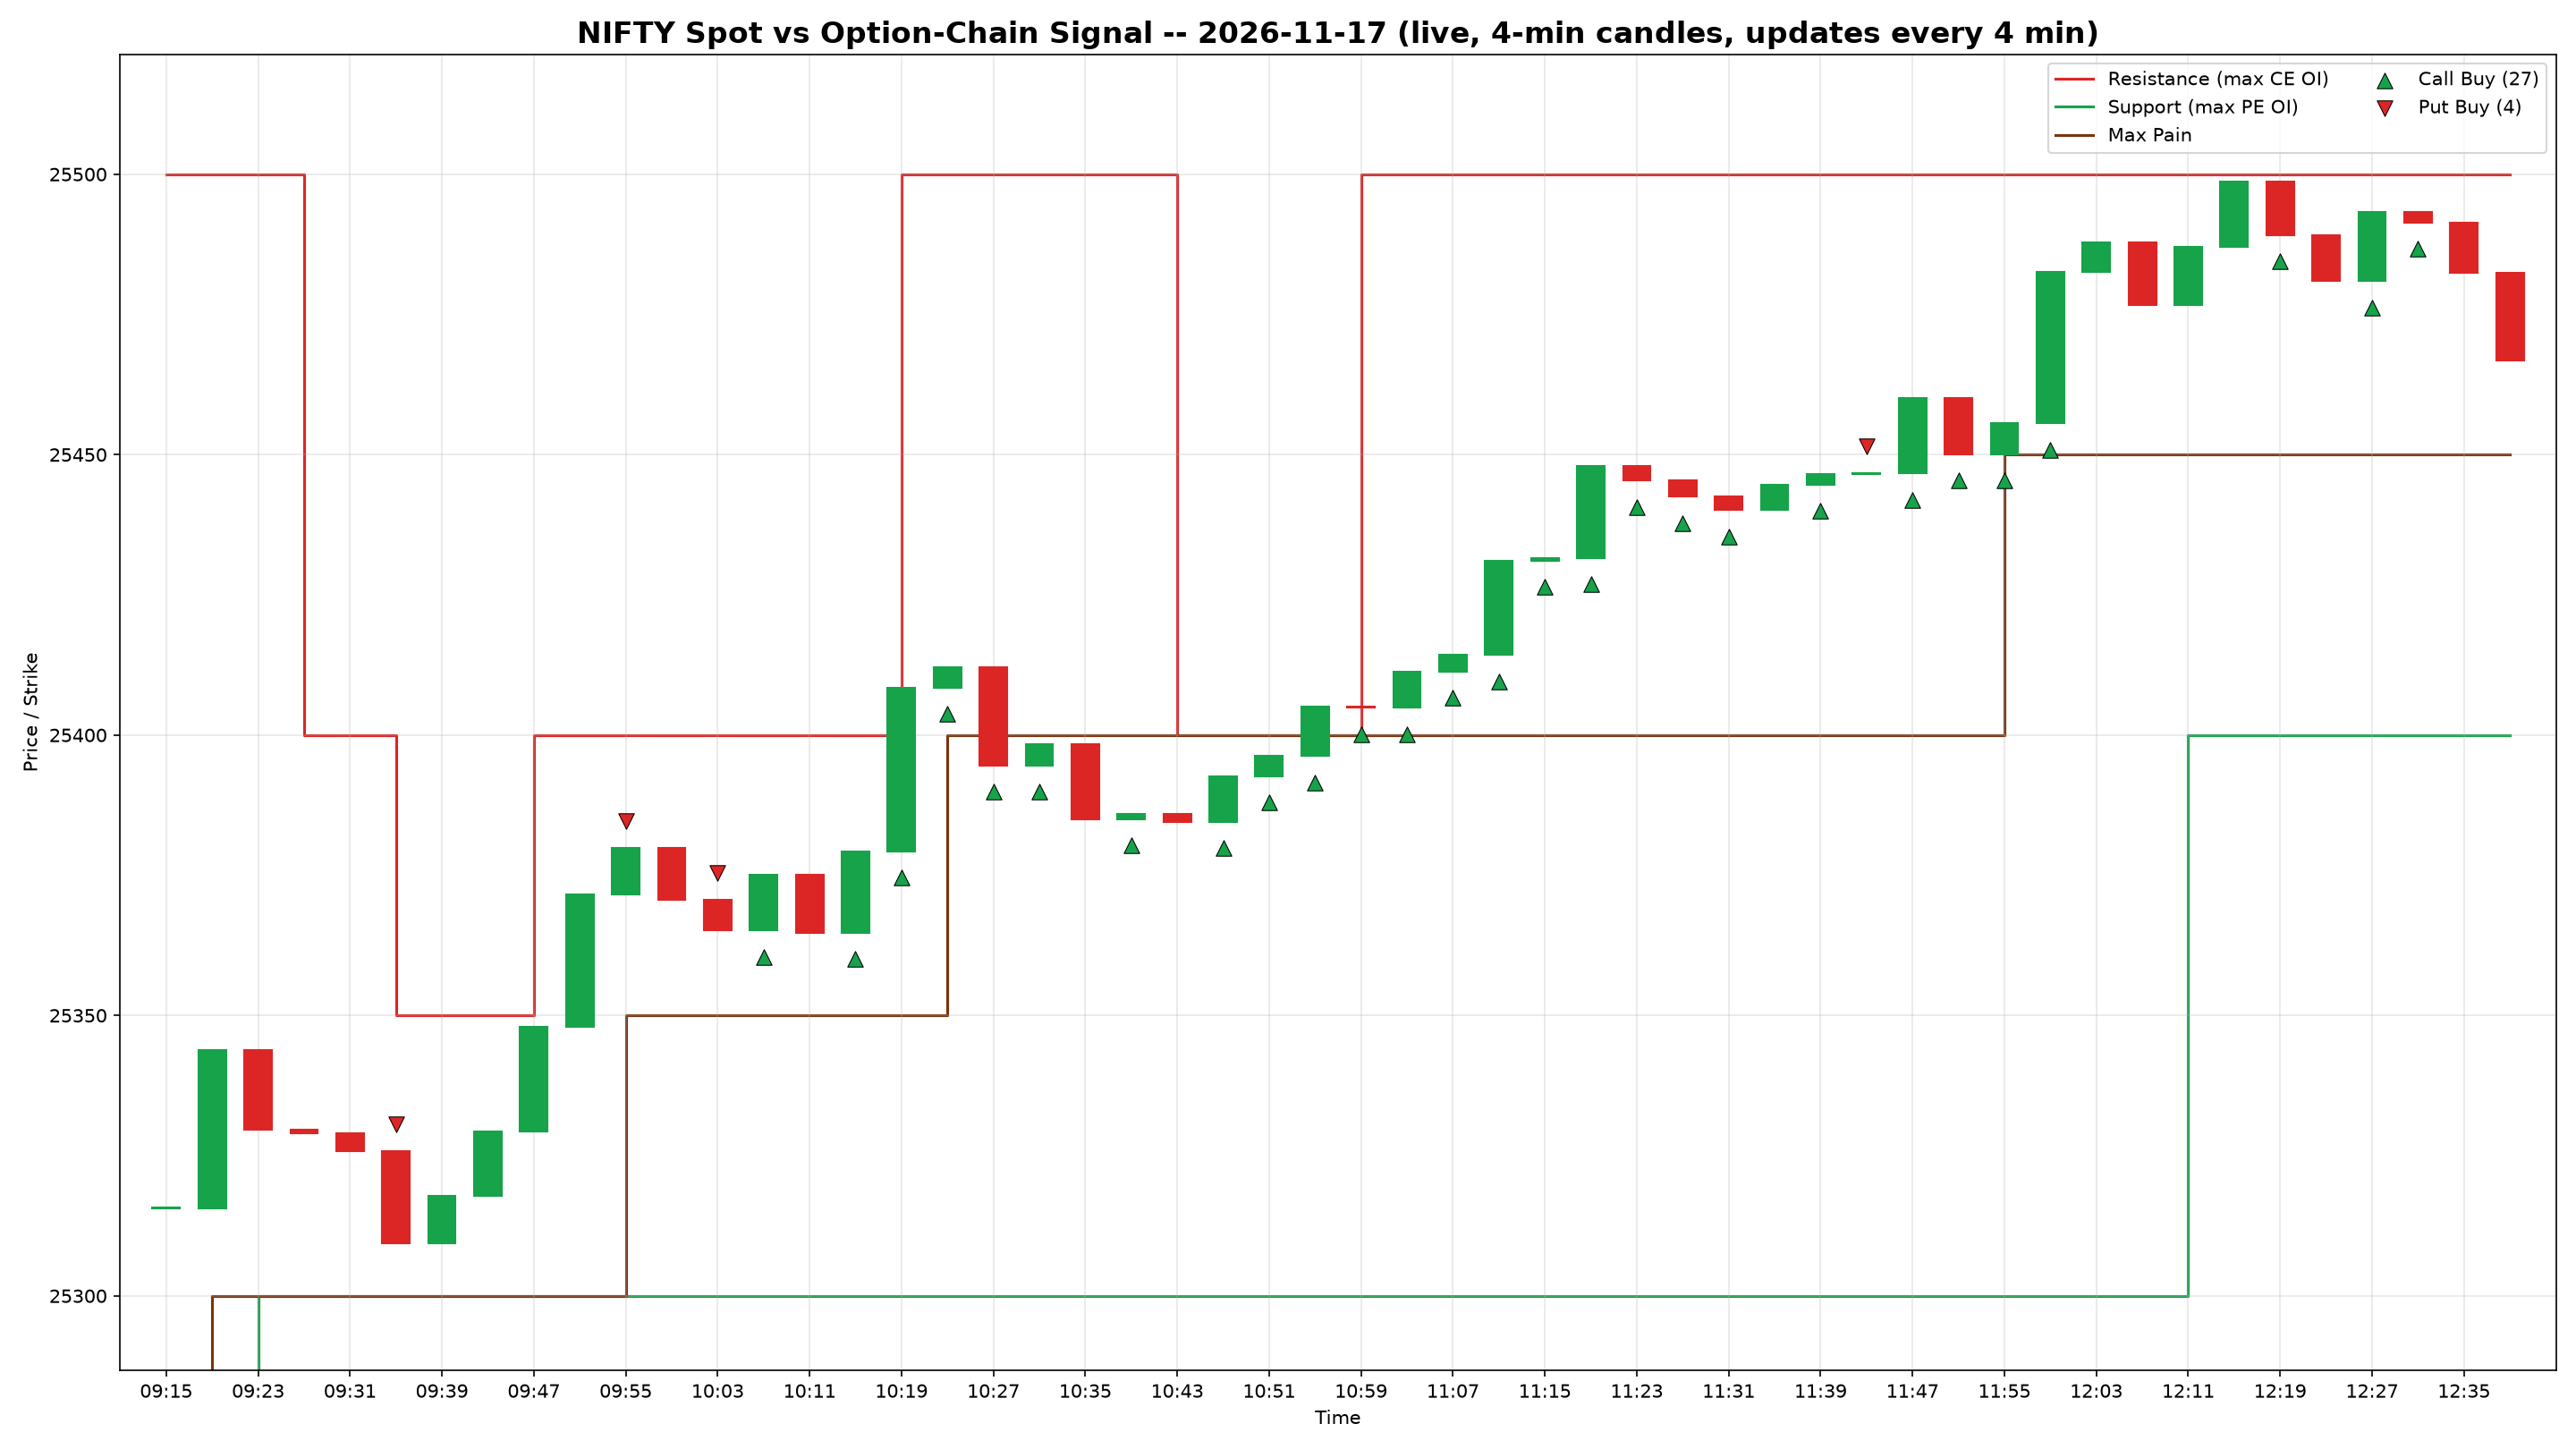 NIFTY Spot vs Option-Chain Signal -- 2026-11-17 (live, 4-min candles, updates every 4 min)
Resistance (max CE OI)
Support (max PE OI)
Max Pain
Call Buy (27)
Put Buy (4)
Price / Strike
25500
25450
25400
25350
25300
09:15 09:23 09:31 09:39 09:47 09:55 10:03 10:11 10:19 10:27 10:35 10:43 10:51 10:59 11:07 11:15 11:23 11:31 11:39 11:47 11:55 12:03 12:11 12:19 12:27 12:35
Time